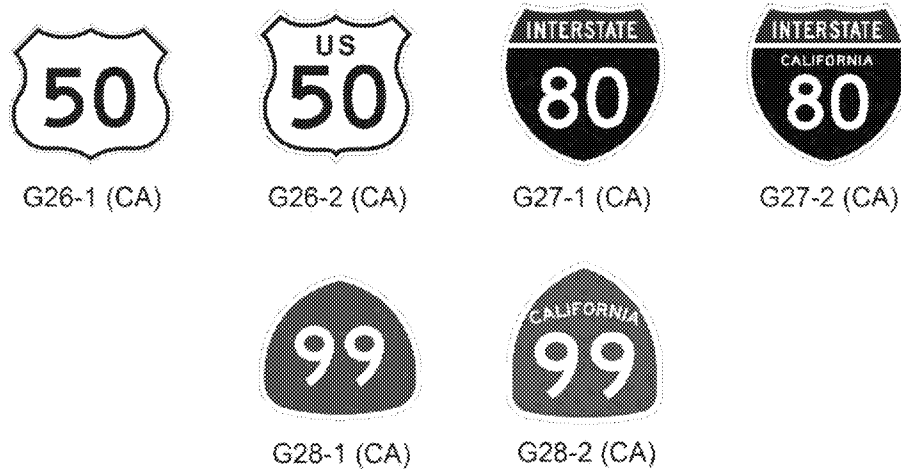 50
US
50
INTERSTATE
80
INTERSTATE
CALIFORNIA
80
G26-1 (CA)
G26-2 (CA)
G27-1 (CA)
G27-2 (CA)
99
CALIFORNIA
99
G28-1 (CA)
G28-2 (CA)